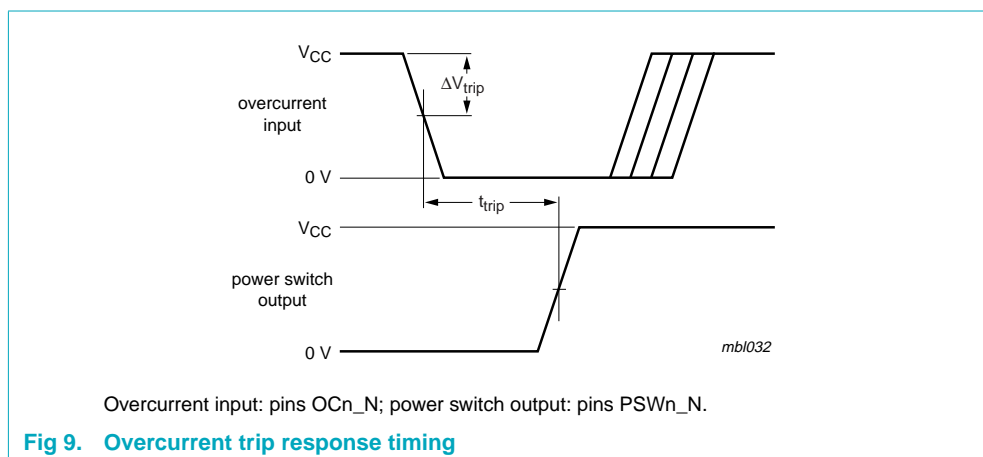 VCC
ΔVtrip
overcurrent
input
0 V
ttrip
VCC
power switch
output
0 V
mbl032
Overcurrent input: pins OCn_N; power switch output: pins PSWn_N.
Fig 9. Overcurrent trip response timing